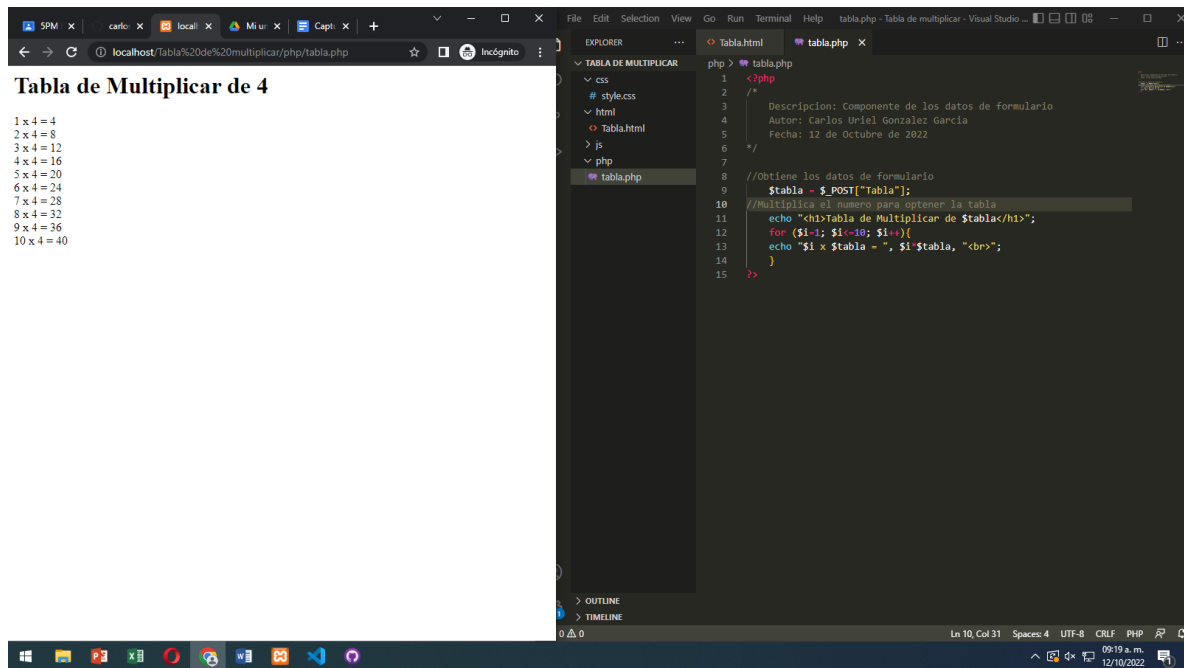 5PM
carlo
local
Mi un
Capt
localhost/Tabla%20de%20multiplicar/php/tabla.php
Incógnito
Tabla de Multiplicar de 4
1 x 4 = 4
2 x 4 = 8
3 x 4 = 12
4 x 4 = 16
5 x 4 = 20
6 x 4 = 24
7 x 4 = 28
8 x 4 = 32
9 x 4 = 36
10 x 4 = 40
File Edit Selection View Go Run Terminal Help tabla.php - Tabla de multiplicar - Visual Studio ...
EXPLORER ...
TABLA DE MULTIPLICAR
css
# style.css
html
<> Tabla.html
js
php
tabla.php
OUTLINE
TIMELINE
<> Tabla.html tabla.php
php > tabla.php
1 <?php
2 /*
3 Descripcion: Componente de los datos de formulario
4 Autor: Carlos Uriel Gonzalez Garcia
5 Fecha: 12 de Octubre de 2022
6 */
7
8 //Obtiene los datos de formulario
9 $tabla = $_POST["Tabla"];
10 //Multiplica el numero para optener la tabla
11 echo "<h1>Tabla de Multiplicar de $tabla</h1>";
12 for ($i=1; $i<=10; $i++){
13 echo "$i x $tabla = ", $i*$tabla, "<br>";
14 }
15 ?>
0 0
Ln 10, Col 31 Spaces: 4 UTF-8 CRLF PHP
09:19 a. m.
12/10/2022